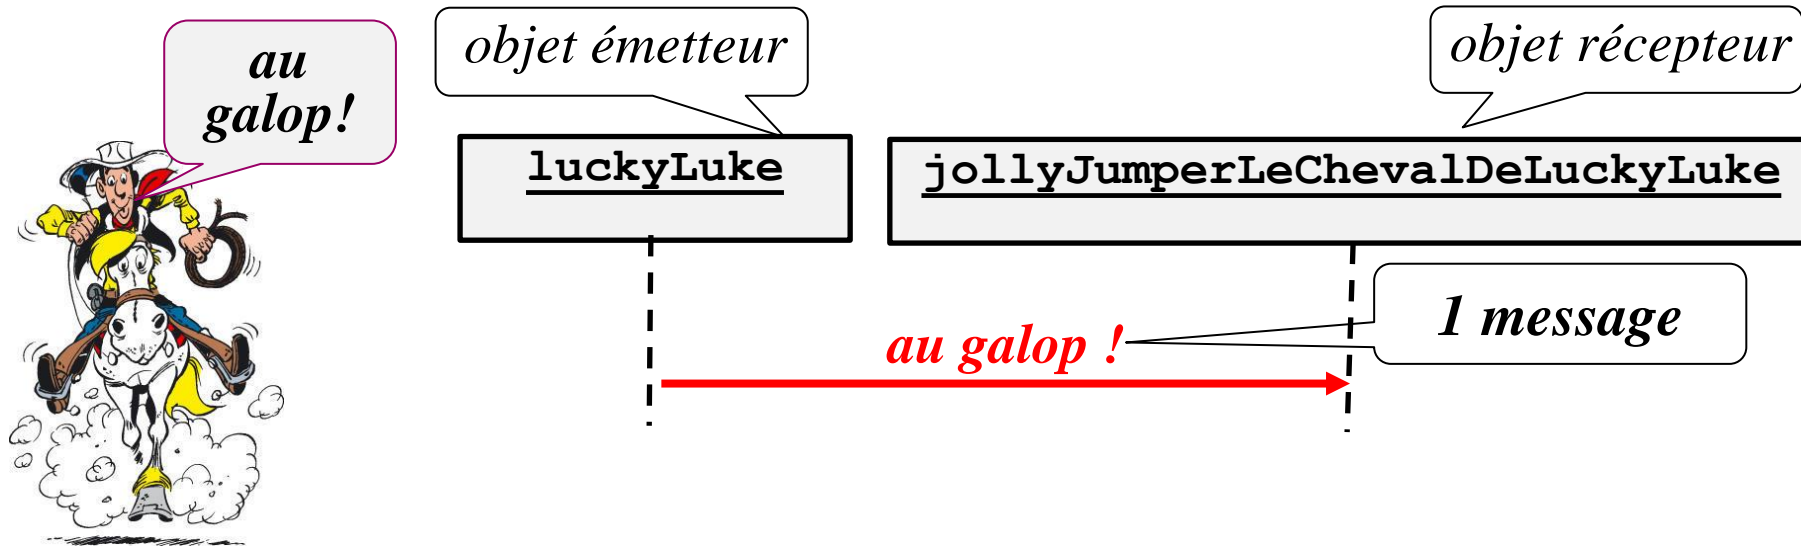 au
galop!
objet émetteur
objet récepteur
luckyLuke
jollyJumperLeChevalDeLuckyLuke
au galop !
1 message